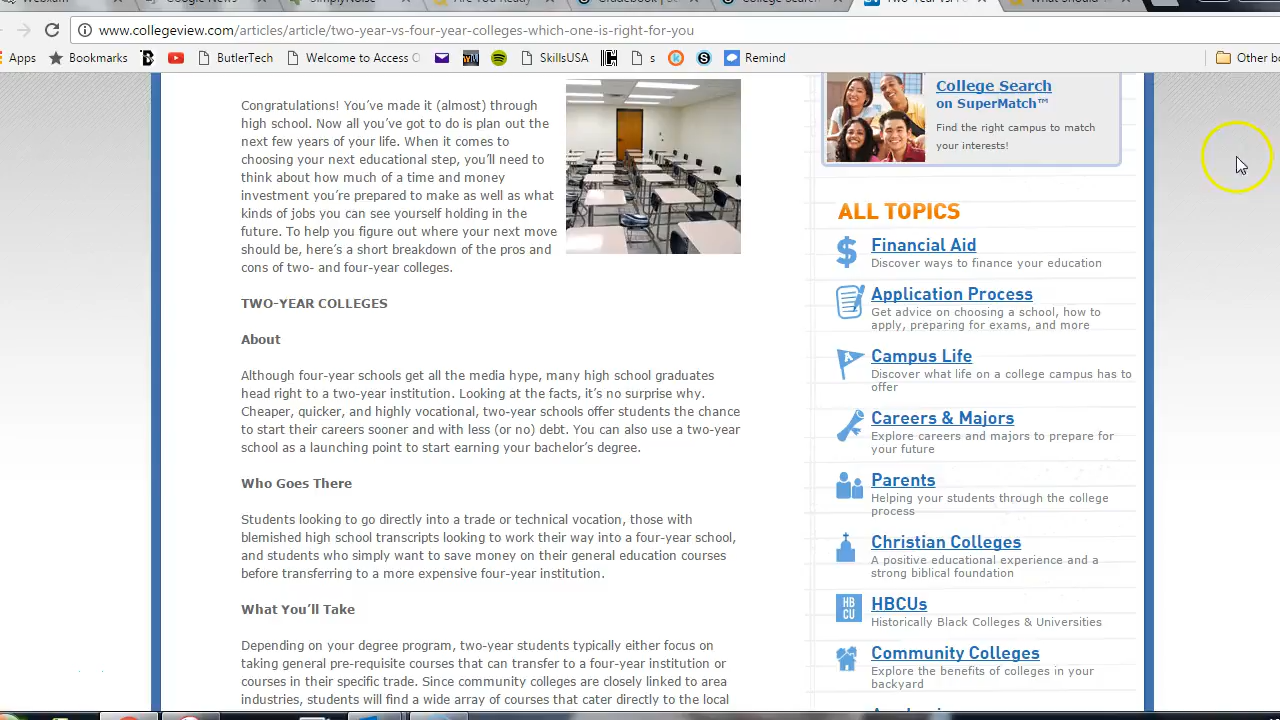 www.collegeview.com/articles/article/two-year-vs-four-year-colleges-which-one-is-right-for-you
Apps
Bookmarks
ButlerTech
Welcome to Access
SkillsUSA
s
Remind
Congratulations! You've made it (almost) through
high school. Now all you've got to do is plan out the
next few years of your life. When it comes to
choosing your next educational step, you'll need to
think about how much of a time and money
investment you're prepared to make as well as what
kinds of jobs you can see yourself holding in the
future. To help you figure out where your next move
should be, here's a short breakdown of the pros and
cons of two- and four-year colleges.
TWO-YEAR COLLEGES
About
Although four-year schools get all the media hype, many high school graduates
head right to a two-year institution. Looking at the facts, it's no surprise why.
Cheaper, quicker, and highly vocational, two-year schools offer students the chance
to start their careers sooner and with less (or no) debt. You can also use a two-year
school as a launching point to start earning your bachelor's degree.
Who Goes There
Students looking to go directly into a trade or technical vocation, those with
blemished high school transcripts looking to work their way into a four-year school,
and students who simply want to save money on their general education courses
before transferring to a more expensive four-year institution.
What You'll Take
Depending on your degree program, two-year students typically either focus on
taking general pre-requisite courses that can transfer to a four-year institution or
courses in their specific trade. Since community colleges are closely linked to area
industries, students will find a wide array of courses that cater directly to the local
College Search
on SuperMatch™
Find the right campus to match
your interests!
ALL TOPICS
Financial Aid
Discover ways to finance your education
Application Process
Get advice on choosing a school, how to
apply, preparing for exams, and more
Campus Life
Discover what life on a college campus has to
offer
Careers & Majors
Explore careers and majors to prepare for
your future
Parents
Helping your students through the college
process
Christian Colleges
A positive educational experience and a
strong biblical foundation
HB
CU
HBCUs
Historically Black Colleges & Universities
Community Colleges
Explore the benefits of colleges in your
backyard